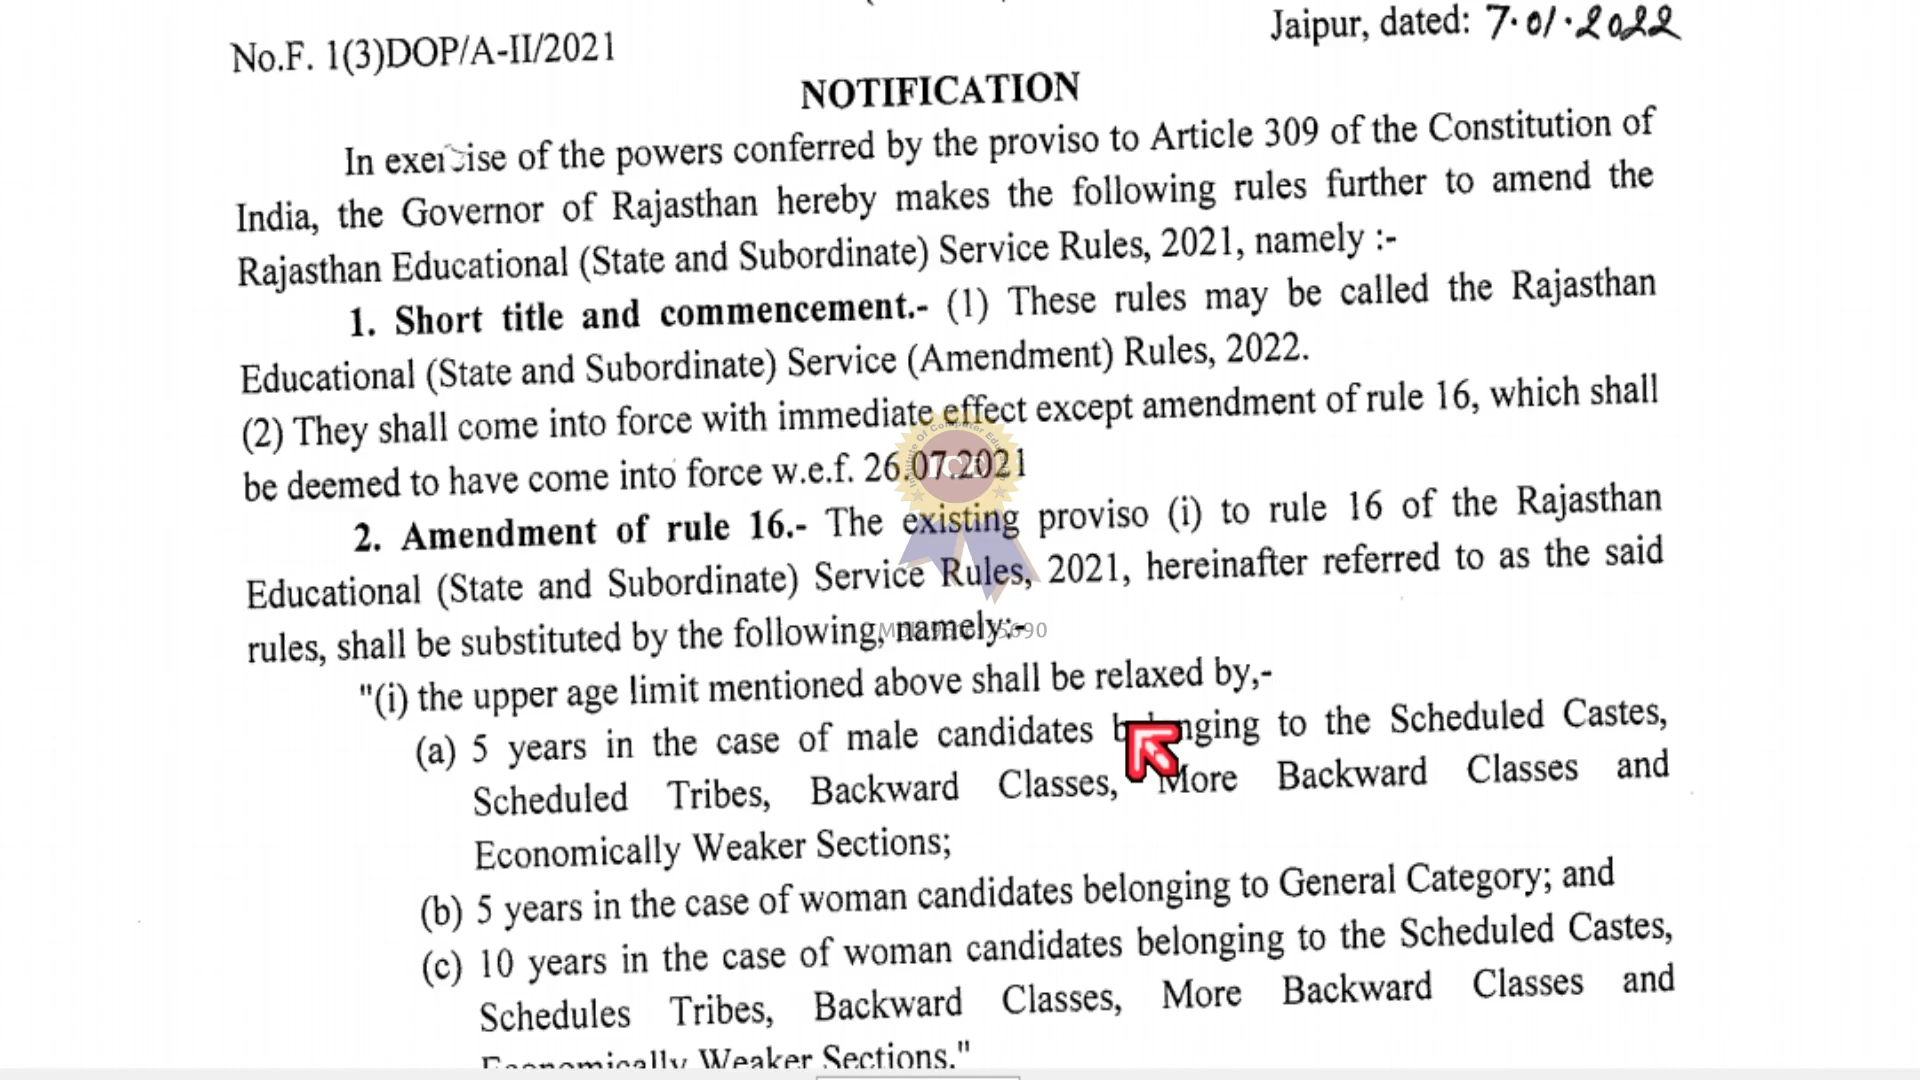 No.F. 1(3)DOP/A-II/2021
Jaipur, dated: 7.01.2022
NOTIFICATION
In exercise of the powers conferred by the proviso to Article 309 of the Constitution of
India, the Governor of Rajasthan hereby makes the following rules further to amend the
Rajasthan Educational (State and Subordinate) Service Rules, 2021, namely :-
1. Short title and commencement.- (1) These rules may be called the Rajasthan
Educational (State and Subordinate) Service (Amendment) Rules, 2022.
(2) They shall come into force with immediate effect except amendment of rule 16, which shall
be deemed to have come into force w.e.f. 26.07.2021
2. Amendment of rule 16.- The existing proviso (i) to rule 16 of the Rajasthan
Educational (State and Subordinate) Service Rules, 2021, hereinafter referred to as the said
rules, shall be substituted by the following, namely:-
"(i) the upper age limit mentioned above shall be relaxed by,-
(a) 5 years in the case of male candidates belonging to the Scheduled Castes,
Scheduled Tribes, Backward Classes, More Backward Classes and
Economically Weaker Sections;
(b) 5 years in the case of woman candidates belonging to General Category; and
(c) 10 years in the case of woman candidates belonging to the Scheduled Castes,
Schedules Tribes, Backward Classes, More Backward Classes and
Economically Weaker Sections."